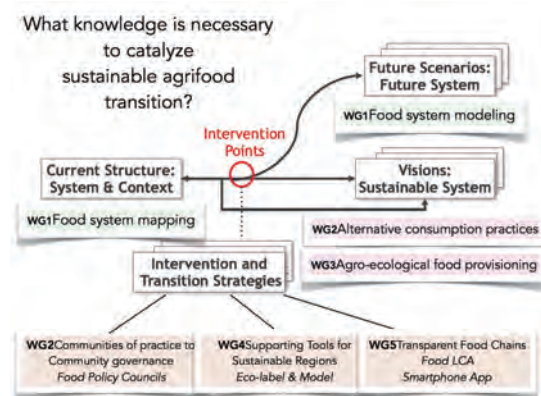 What knowledge is necessary
to catalyze
sustainable agrifood
transition?
Future Scenarios:
Future System
WG1Food system modeling
Intervention
Points
Current Structure:
System & Context
Visions:
Sustainable System
WG1Food system mapping
WG2Alternative consumption practices
WG3Agro-ecological food provisioning
Intervention and
Transition Strategies
WG2Communities of practice to
Community governance
Food Policy Councils
WG4Supporting Tools for
Sustainable Regions
Eco-label & Model
WG5Transparent Food Chains
Food LCA
Smartphone App